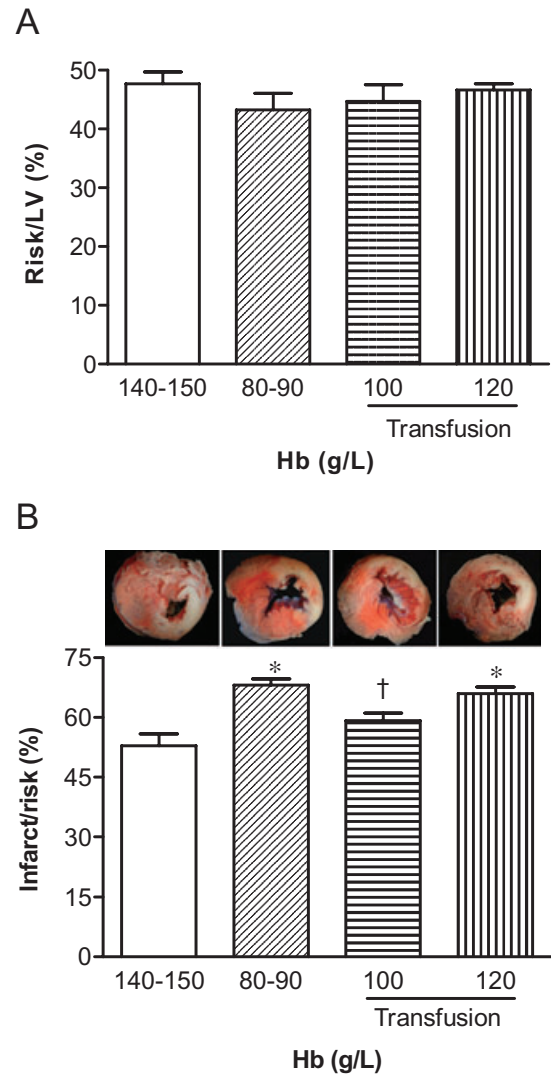 A
Risk/LV (%)
50
40
30
20
10
0
140-150 80-90 100 120
Transfusion
Hb (g/L)
B
Infarct/risk (%)
75
60
45
30
15
0
* † *
140-150 80-90 100 120
Transfusion
Hb (g/L)